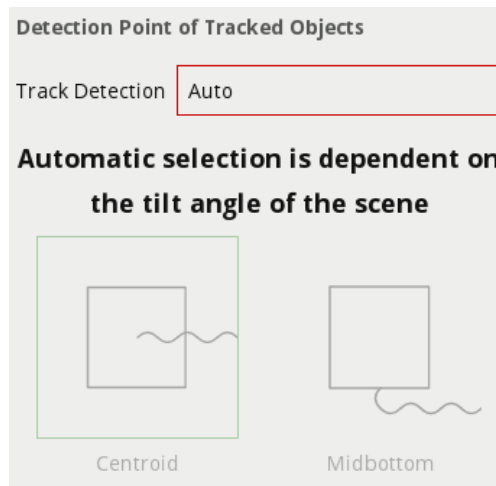 Detection Point of Tracked Objects
Track Detection Auto
Automatic selection is dependent on
the tilt angle of the scene
Centroid Midbottom